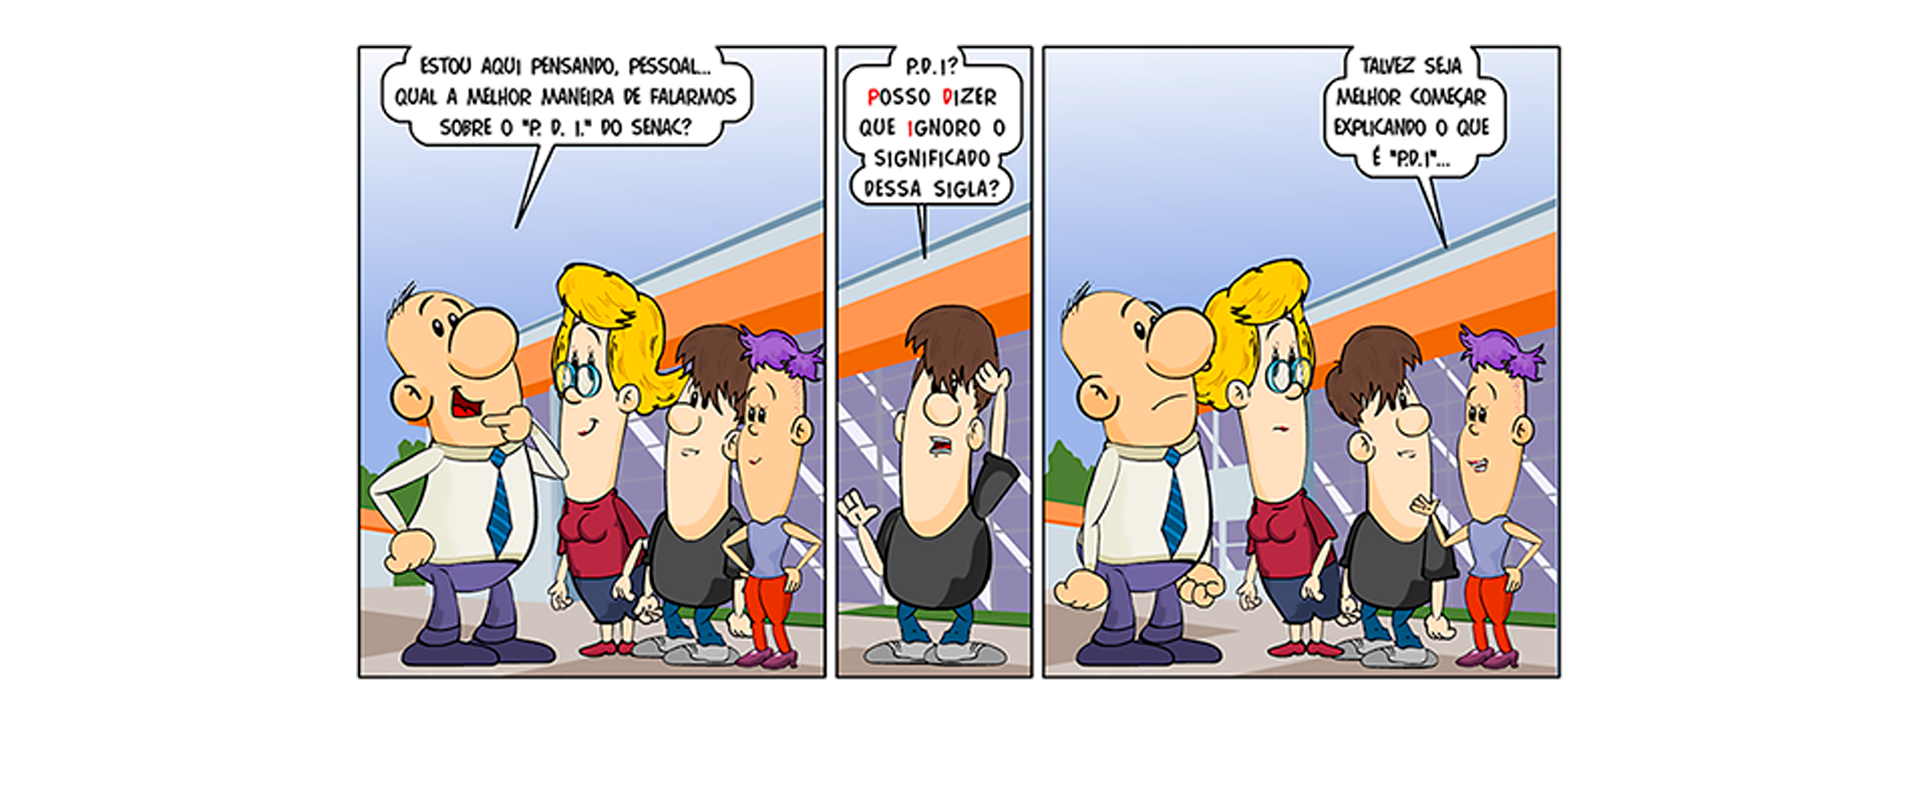 ESTOU AQUI PENSANDO, PESSOAL...
QUAL A MELHOR MANEIRA DE FALARMOS
SOBRE O "P. D. I." DO SENAC?
P.D.I?
POSSO DIZER
QUE IGNORO O
SIGNIFICADO
DESSA SIGLA?
TALVEZ SEJA
MELHOR COMEÇAR
EXPLICANDO O QUE
É "P.D.I"...